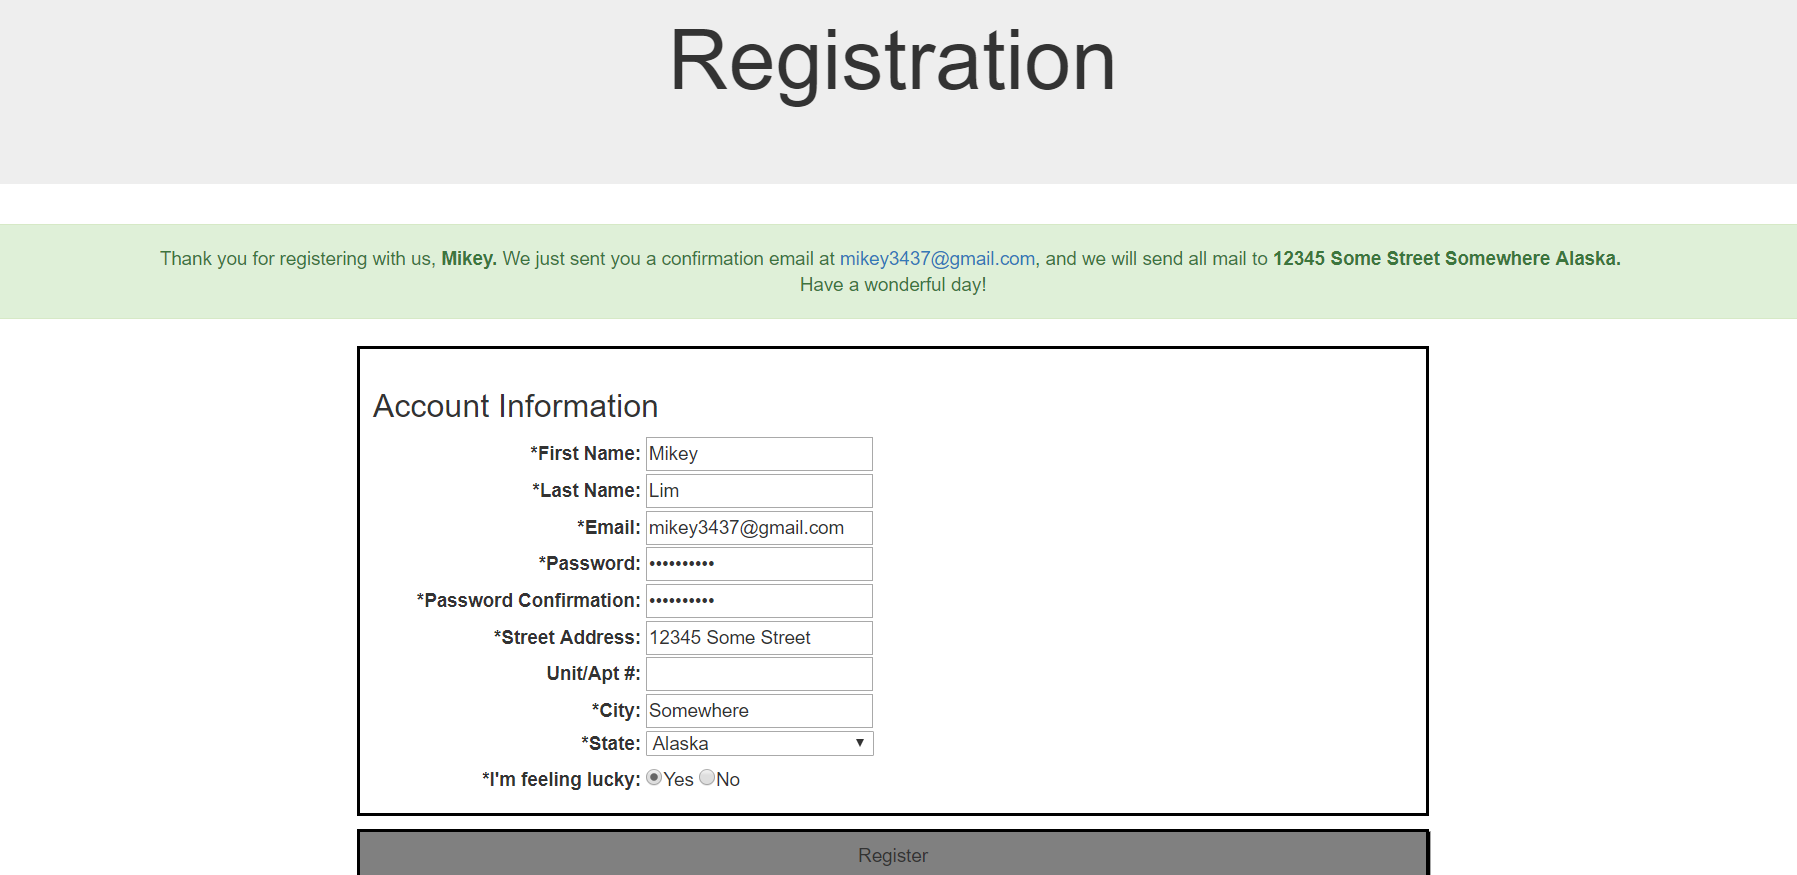 Registration
Thank you for registering with us, Mikey. We just sent you a confirmation email at mikey3437@gmail.com, and we will send all mail to 12345 Some Street Somewhere Alaska.
Have a wonderful day!
Account Information
*First Name: Mikey
*Last Name: Lim
*Email: mikey3437@gmail.com
*Password: ••••••••••
*Password Confirmation: ••••••••••
*Street Address: 12345 Some Street
Unit/Apt #:
*City: Somewhere
*State: Alaska
*I'm feeling lucky: Yes No
Register